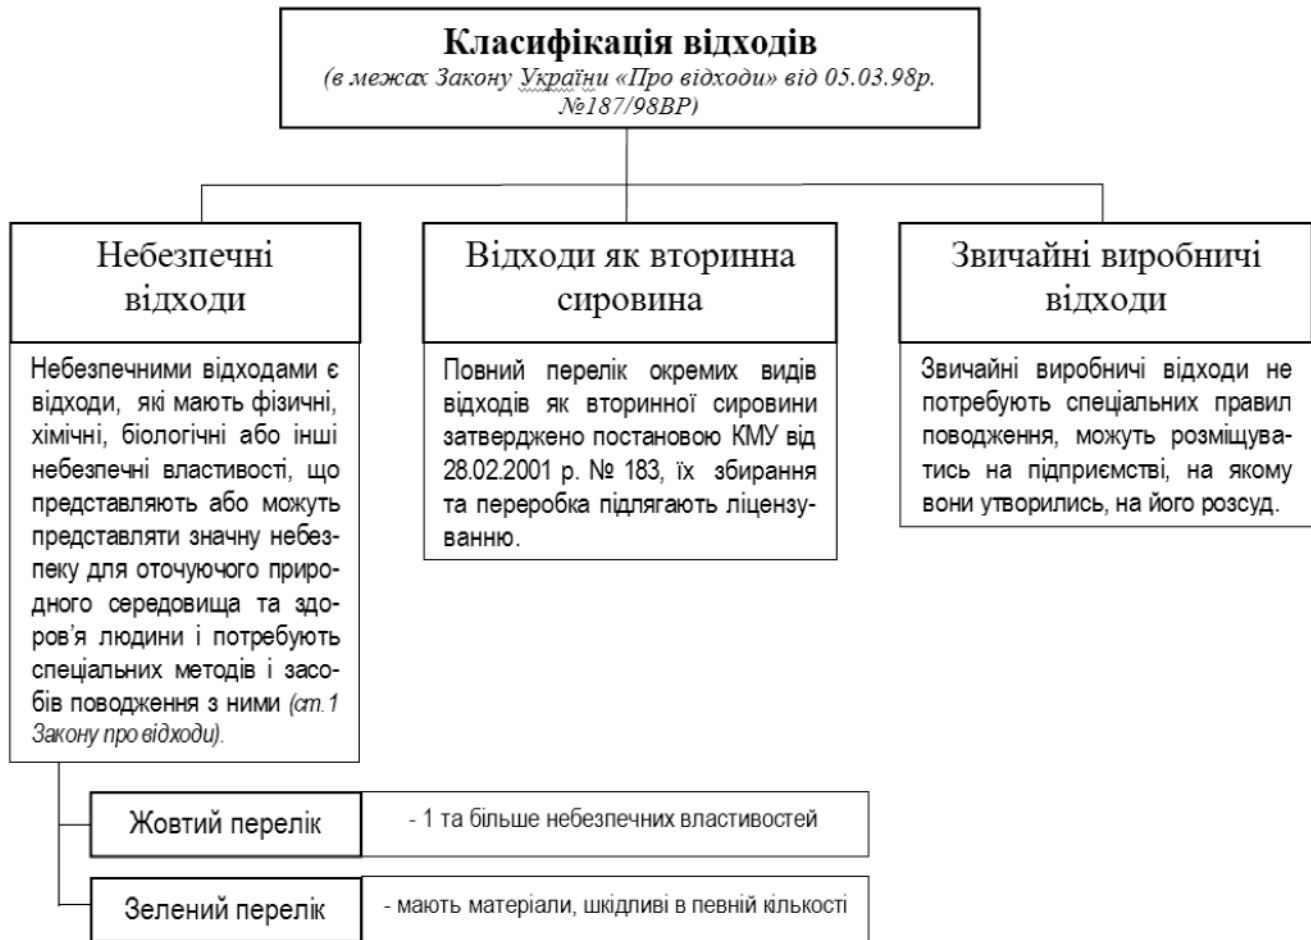 Класифікація відходів
(в межах Закону України «Про відходи» від 05.03.98р.
№187/98ВР)
Небезпечні
відходи
Небезпечними відходами є
відходи, які мають фізичні,
хімічні, біологічні або інші
небезпечні властивості, що
представляють або можуть
представляти значну небез-
пеку для оточуючого приро-
дного середовища та здо-
ров’я людини і потребують
спеціальних методів і засо-
бів поводження з ними (ст.1
Закону про відходи).
Відходи як вторинна
сировина
Повний перелік окремих видів
відходів як вторинної сировини
затверджено постановою КМУ від
28.02.2001 р. № 183, їх збирання
та переробка підлягають ліцензу-
ванню.
Звичайні виробничі
відходи
Звичайні виробничі відходи не
потребують спеціальних правил
поводження, можуть розміщува-
тись на підприємстві, на якому
вони утворились, на його розсуд.
Жовтий перелік
- 1 та більше небезпечних властивостей
Зелений перелік
- мають матеріали, шкідливі в певній кількості